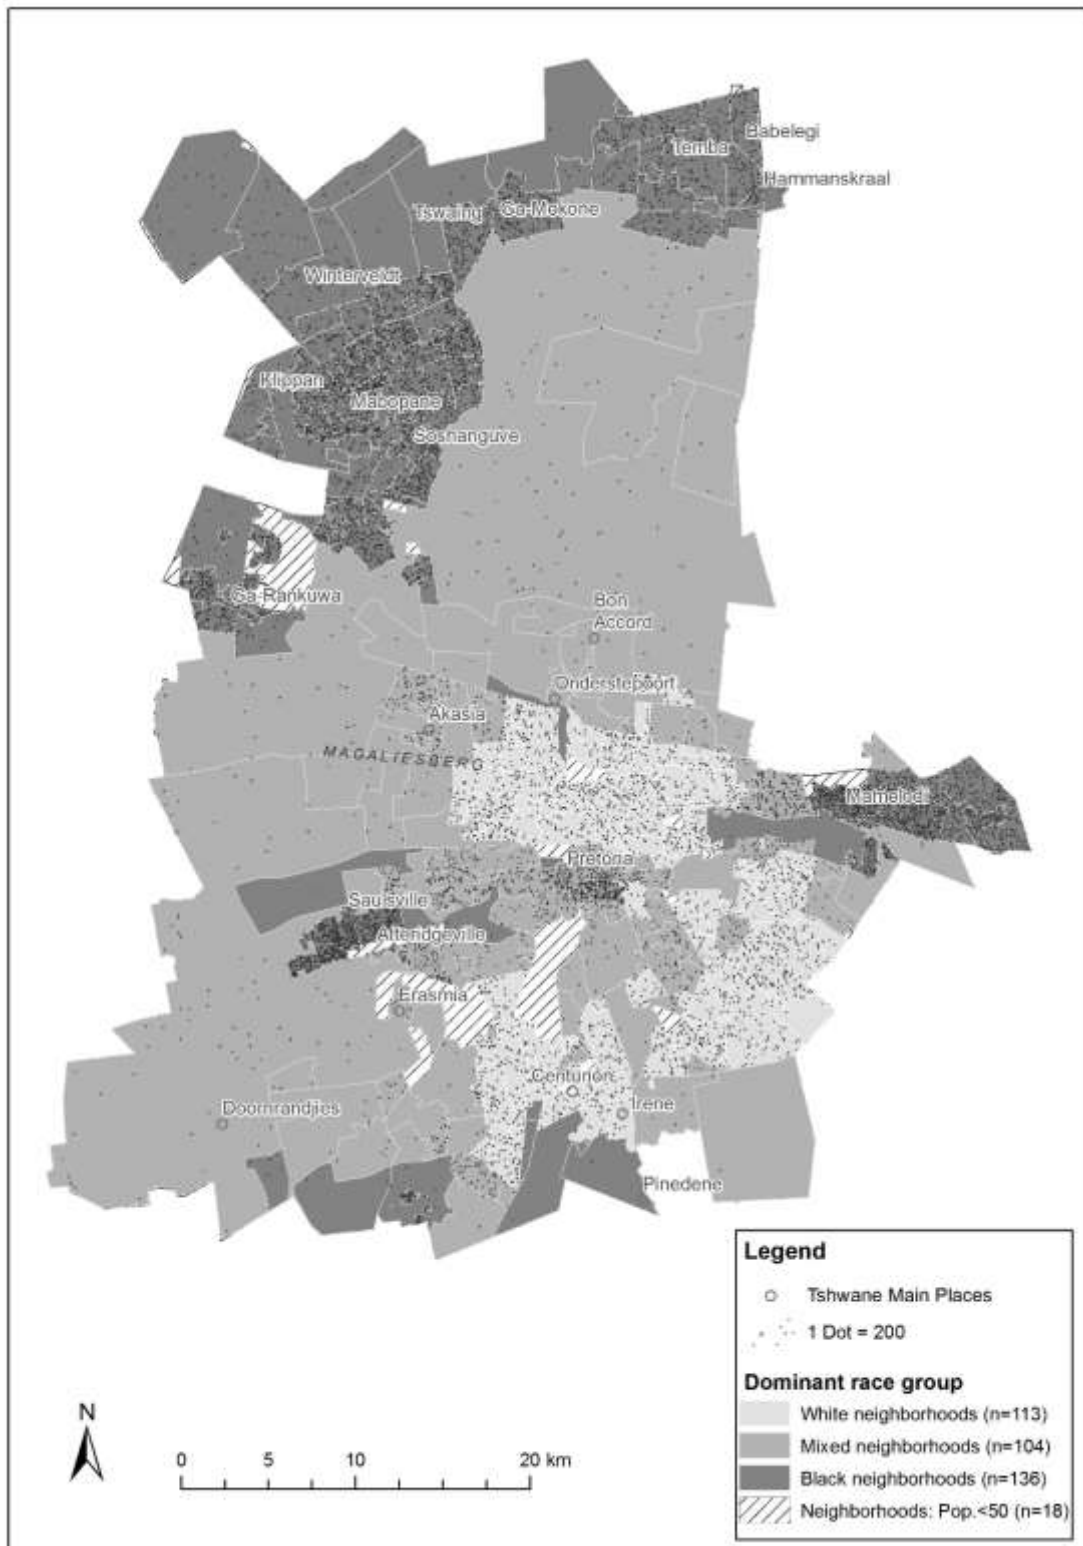 Babelegi
Temba
Hammanskraal
Tswaing
Ga-Mokone
Winterveldt
Klippan
Mabopane
Soshanguve
Ga-Rankuwa
Bon
Accord
Onderstepoort
Akasia
MAGALIESBERG
Mamelodi
Pretoria
Saulsville
Atteridgeville
Erasmia
Centurion
Irene
Doornrandjies
Pinedene
Legend
Tshwane Main Places
1 Dot = 200
Dominant race group
White neighborhoods (n=113)
Mixed neighborhoods (n=104)
Black neighborhoods (n=136)
Neighborhoods: Pop.<50 (n=18)
N
0 5 10 20 km